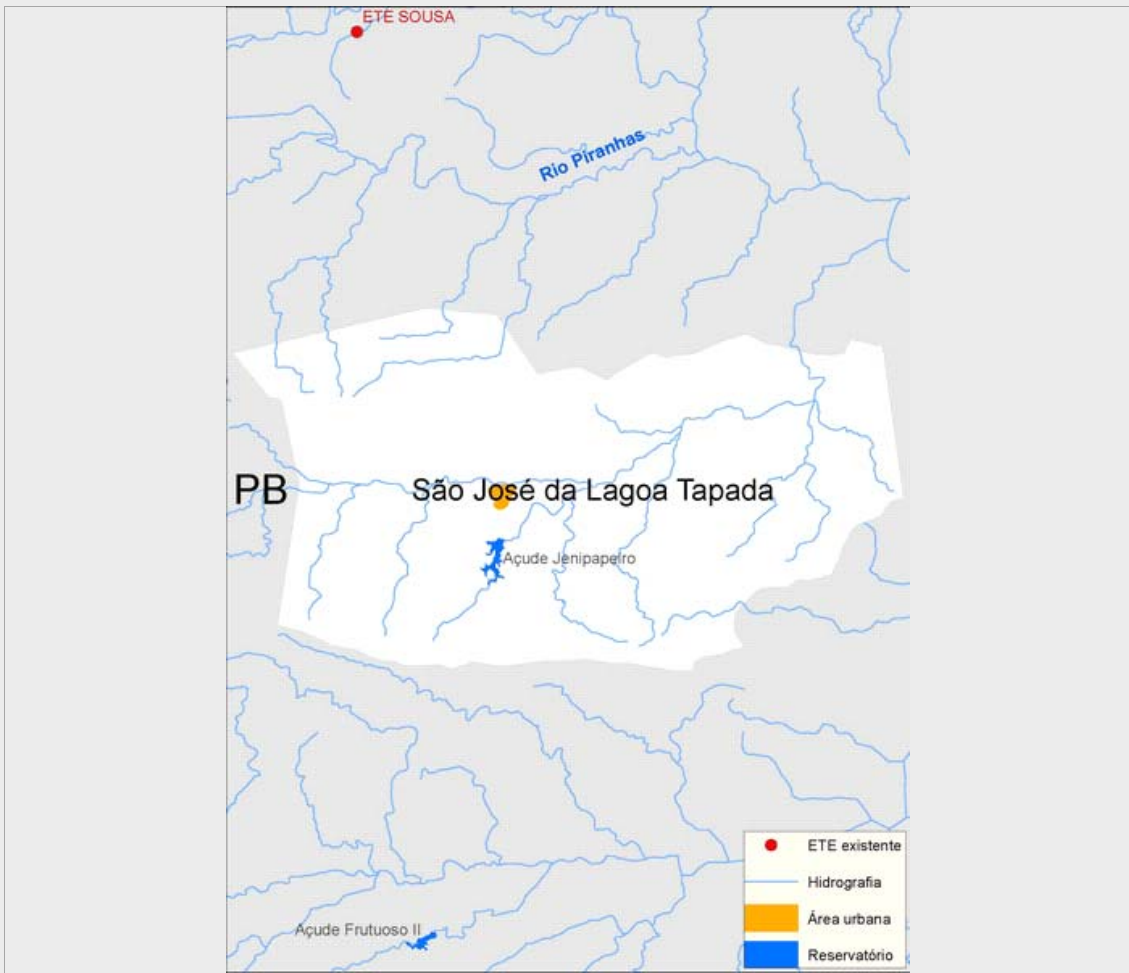 ETE SOUSA
Rio Piranhas
PB
São José da Lagoa Tapada
Açude Jenipapeiro
Açude Frutuoso II
ETE existente
Hidrografia
Área urbana
Reservatório